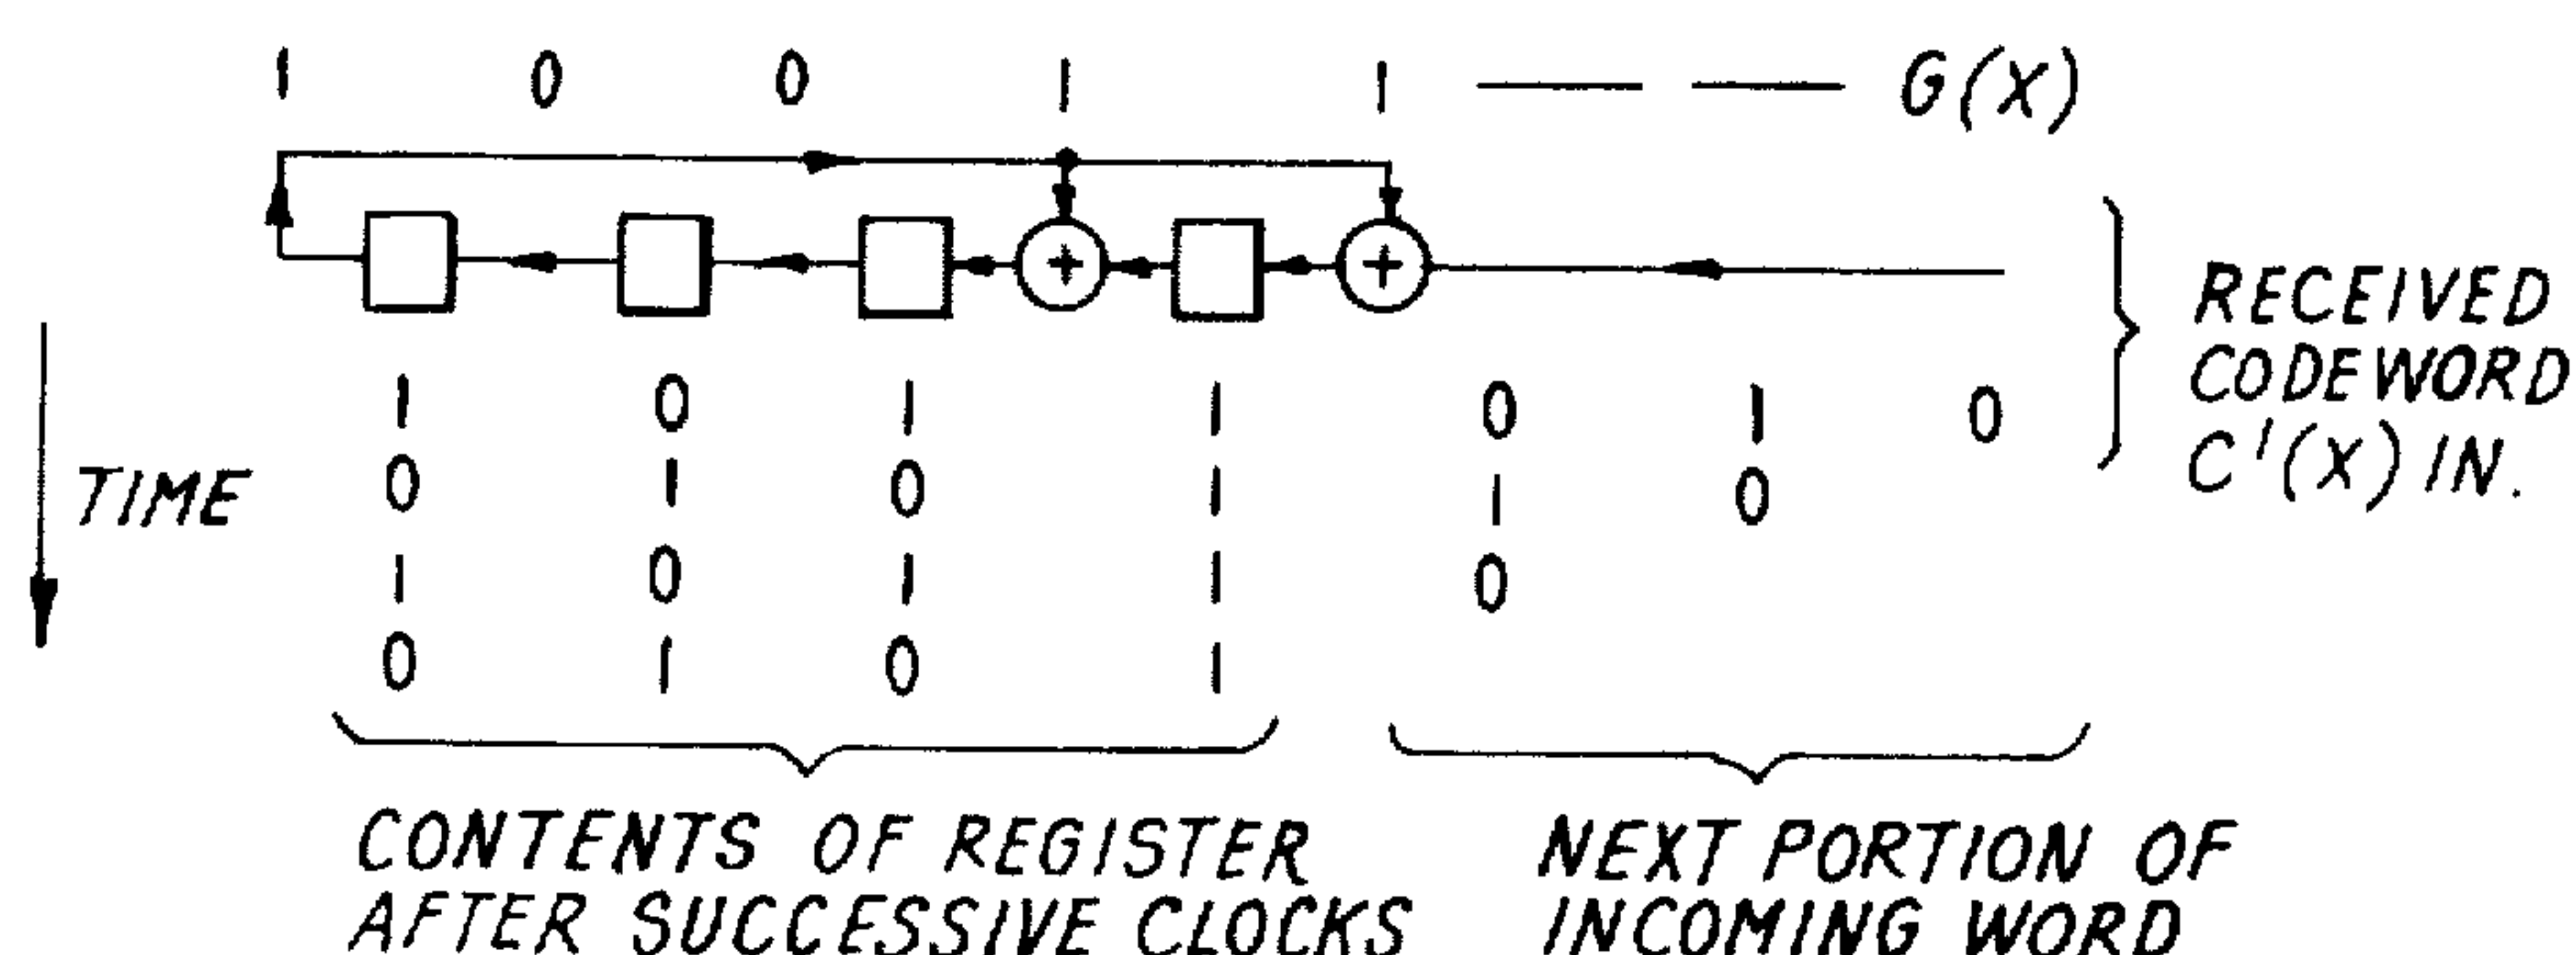 1 0 0 1 1 — — G(X)
+ +
RECEIVED
CODEWORD
C'(X) IN.
1 0 1 1 0 1 0
TIME
0 1 0 1 1 0
1 0 1 1 0
0 1 0 1
CONTENTS OF REGISTER
AFTER SUCCESSIVE CLOCKS
NEXT PORTION OF
INCOMING WORD